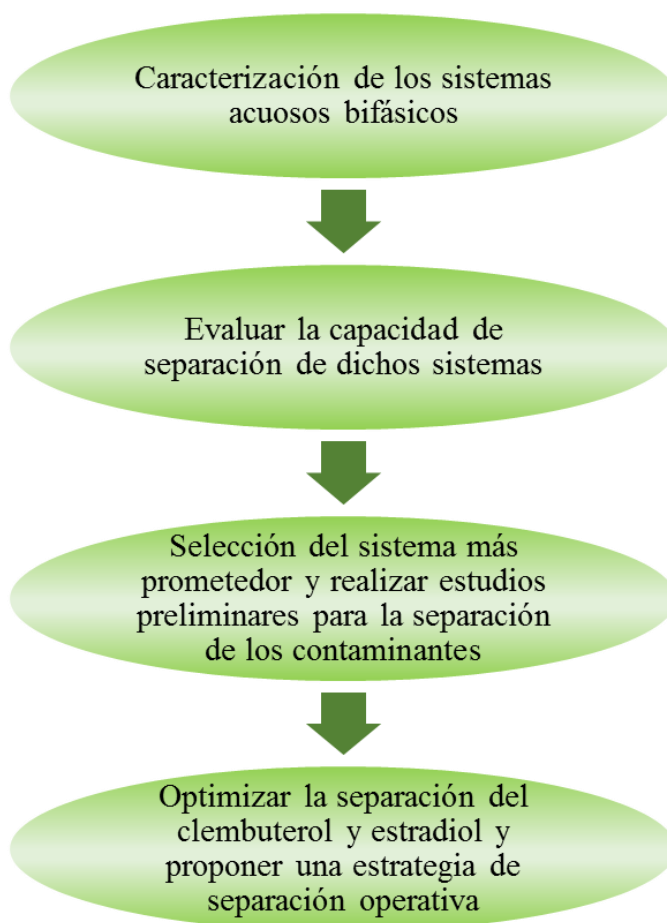 Caracterización de los sistemas
acuosos bifásicos
Evaluar la capacidad de
separación de dichos sistemas
Selección del sistema más
prometedor y realizar estudios
preliminares para la separación
de los contaminantes
Optimizar la separación del
clembuterol y estradiol y
proponer una estrategia de
separación operativa